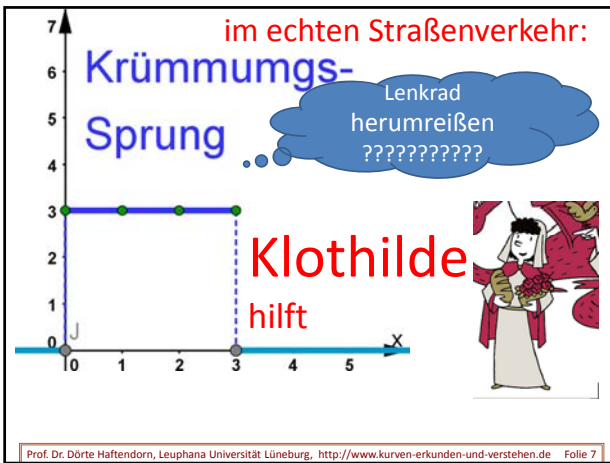 im echten Straßenverkehr:
Krümmumgs-
Sprung
Lenkrad
herumreißen
???????????
Klothilde
hilft
7
6
5
4
3
2
1
0
J
x
0 1 2 3 4 5
Prof. Dr. Dörte Haftendorn, Leuphana Universität Lüneburg, http://www.kurven-erkunden-und-verstehen.de Folie 7